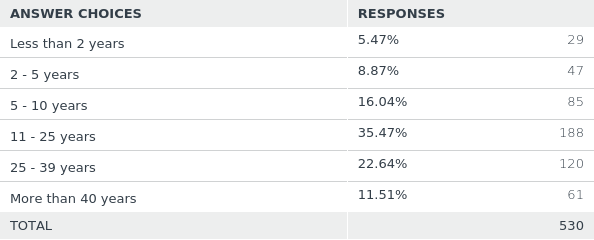 ANSWER CHOICES RESPONSES
Less than 2 years 5.47% 29
2 - 5 years 8.87% 47
5 - 10 years 16.04% 85
11 - 25 years 35.47% 188
25 - 39 years 22.64% 120
More than 40 years 11.51% 61
TOTAL 530